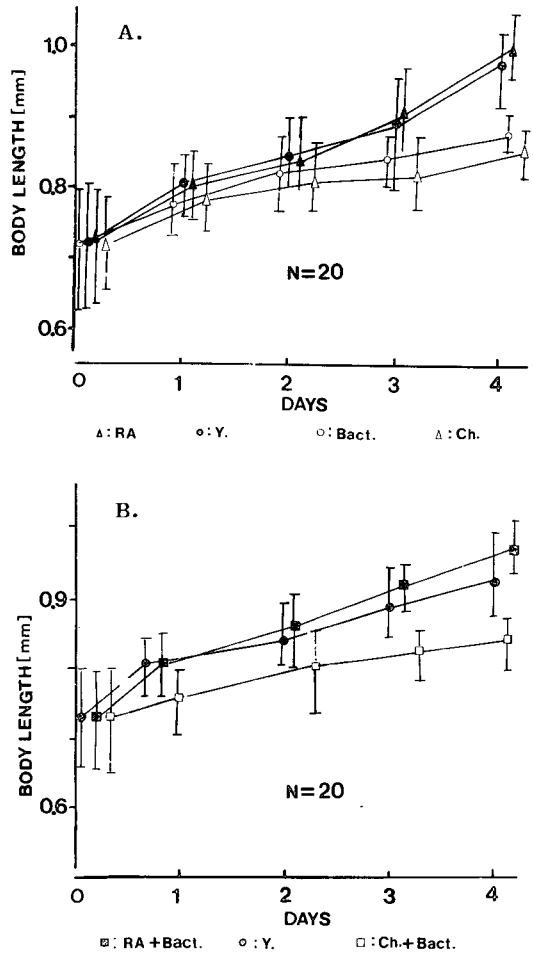 A.
BODY LENGTH [mm]
1.0
0.8
0.6
N=20
0 1 2 3 4
DAYS
▵: RA ⊙: Y. ○: Bact. △: Ch.
B.
BODY LENGTH [mm]
0.9
0.6
N=20
0 1 2 3 4
DAYS
▩: RA+Bact. ⊙: Y. □: Ch.+Bact.